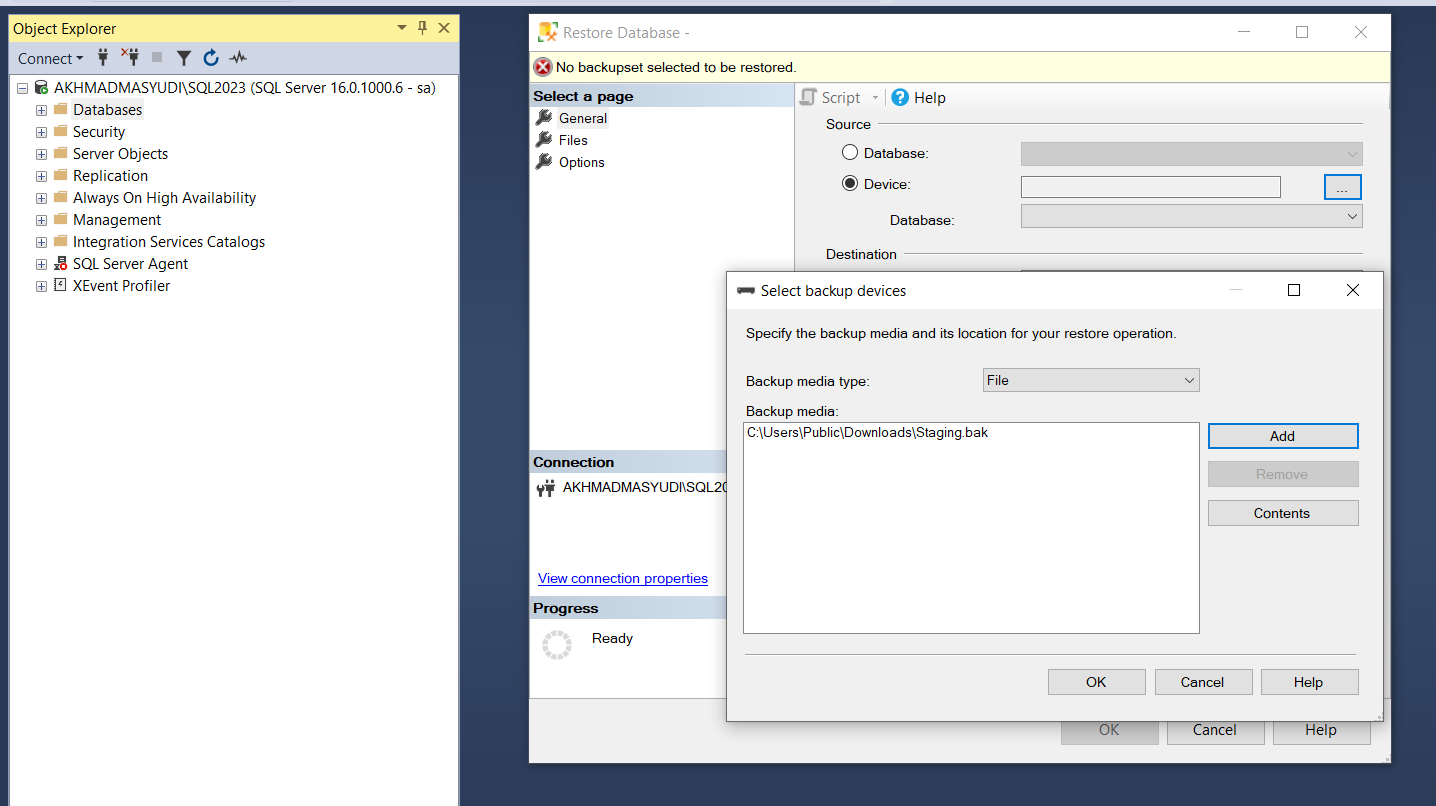 Object Explorer
Connect
AKHMADMASYUDI\SQL2023 (SQL Server 16.0.1000.6 - sa)
Databases
Security
Server Objects
Replication
Always On High Availability
Management
Integration Services Catalogs
SQL Server Agent
XEvent Profiler
Restore Database -
No backupset selected to be restored.
Select a page
General
Files
Options
Script
Help
Source
Database:
Device:
...
Database:
Destination
Connection
AKHMADMASYUDI\SQL20
View connection properties
Progress
Ready
OK
Cancel
Help
Select backup devices
Specify the backup media and its location for your restore operation.
Backup media type:
File
Backup media:
C:\Users\Public\Downloads\Staging.bak
Add
Remove
Contents
OK
Cancel
Help